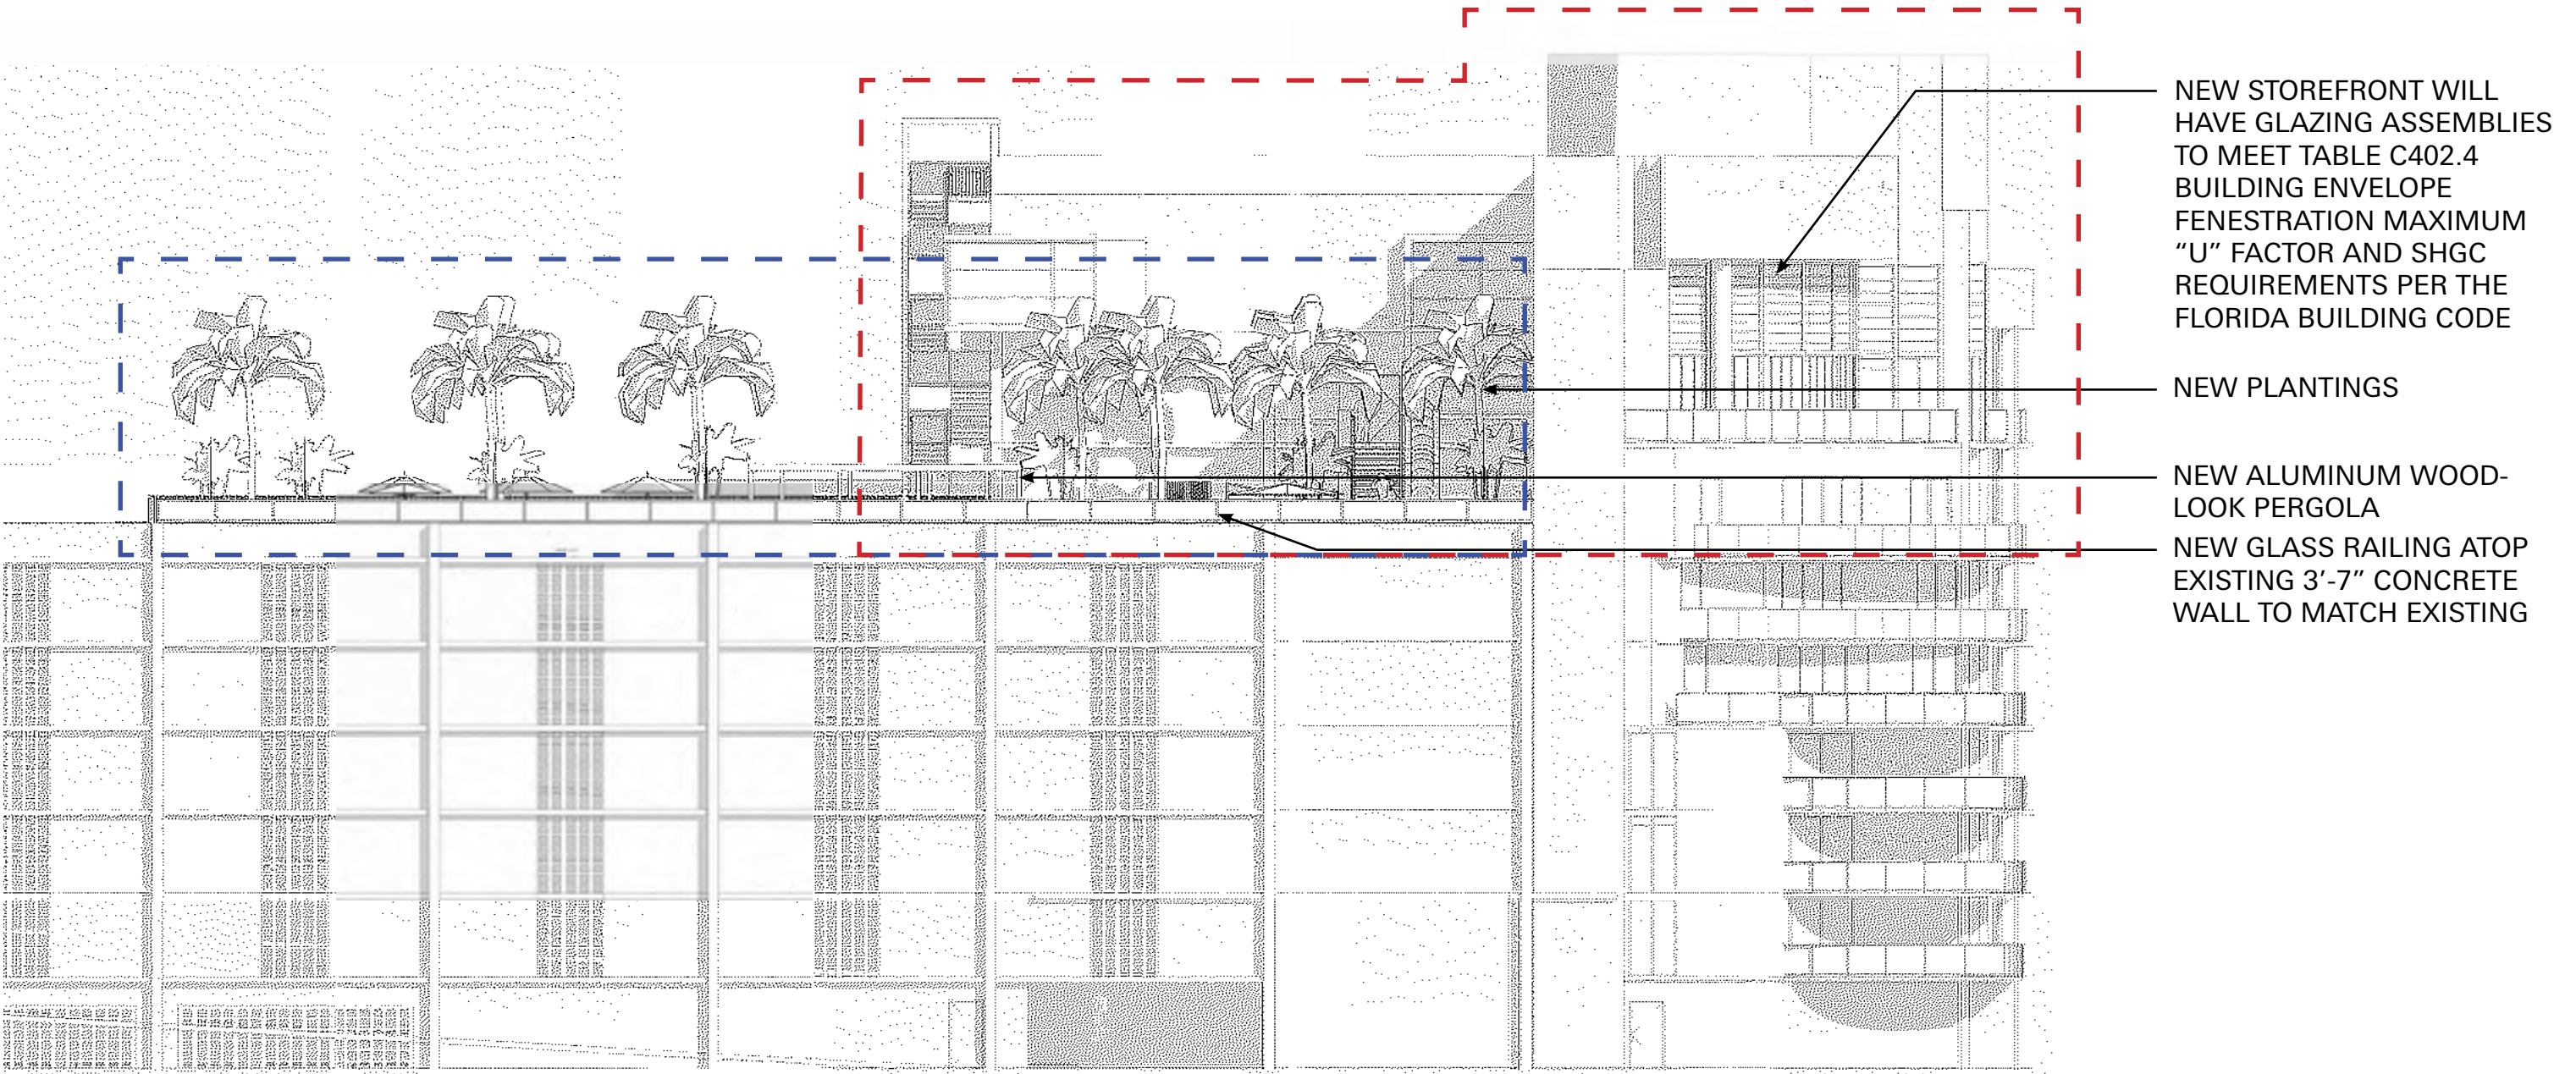 NEW STOREFRONT WILL
HAVE GLAZING ASSEMBLIES
TO MEET TABLE C402.4
BUILDING ENVELOPE
FENESTRATION MAXIMUM
“U” FACTOR AND SHGC
REQUIREMENTS PER THE
FLORIDA BUILDING CODE
NEW PLANTINGS
NEW ALUMINUM WOOD-
LOOK PERGOLA
NEW GLASS RAILING ATOP
EXISTING 3’-7” CONCRETE
WALL TO MATCH EXISTING